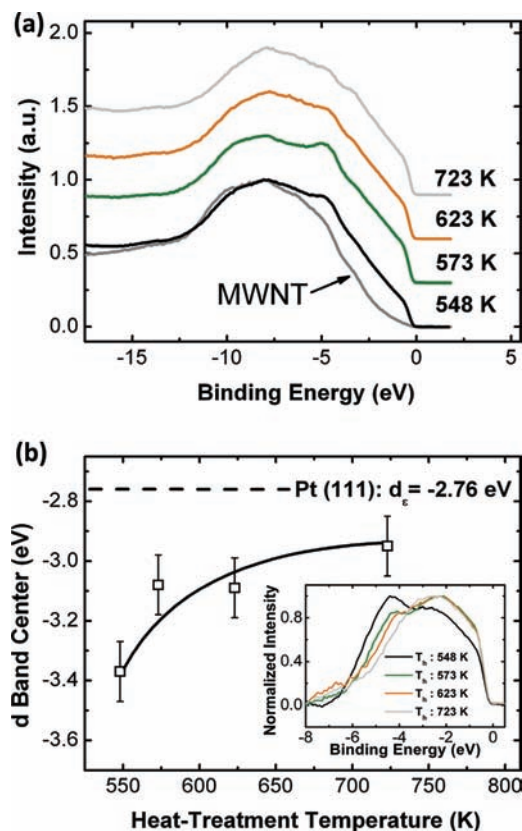 (a)
2.0
1.5
1.0
0.5
0.0
Intensity (a.u.)
723 K
623 K
573 K
548 K
MWNT
-15 -10 -5 0 5
Binding Energy (eV)
(b)
-2.8
-3.0
-3.2
-3.4
-3.6
d Band Center (eV)
Pt (111): dε = -2.76 eV
0.8
0.4
0.0
Normalized Intensity
Th : 548 K
Th : 573 K
Th : 623 K
Th : 723 K
-8 -6 -4 -2 0
Binding Energy (eV)
550 600 650 700 750 800
Heat-Treatment Temperature (K)